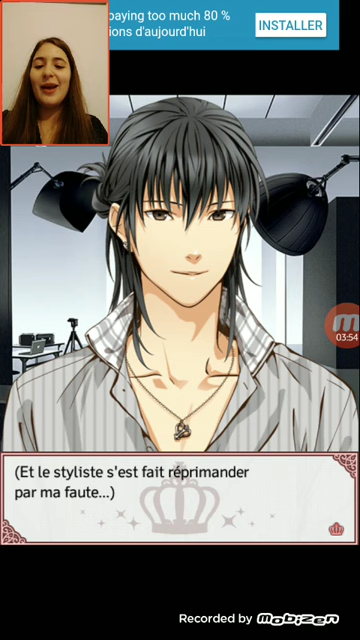 paying too much 80 %
ions d'aujourd'hui
INSTALLER
03:54
(Et le styliste s'est fait réprimander
par ma faute...)
Recorded by Mobizen